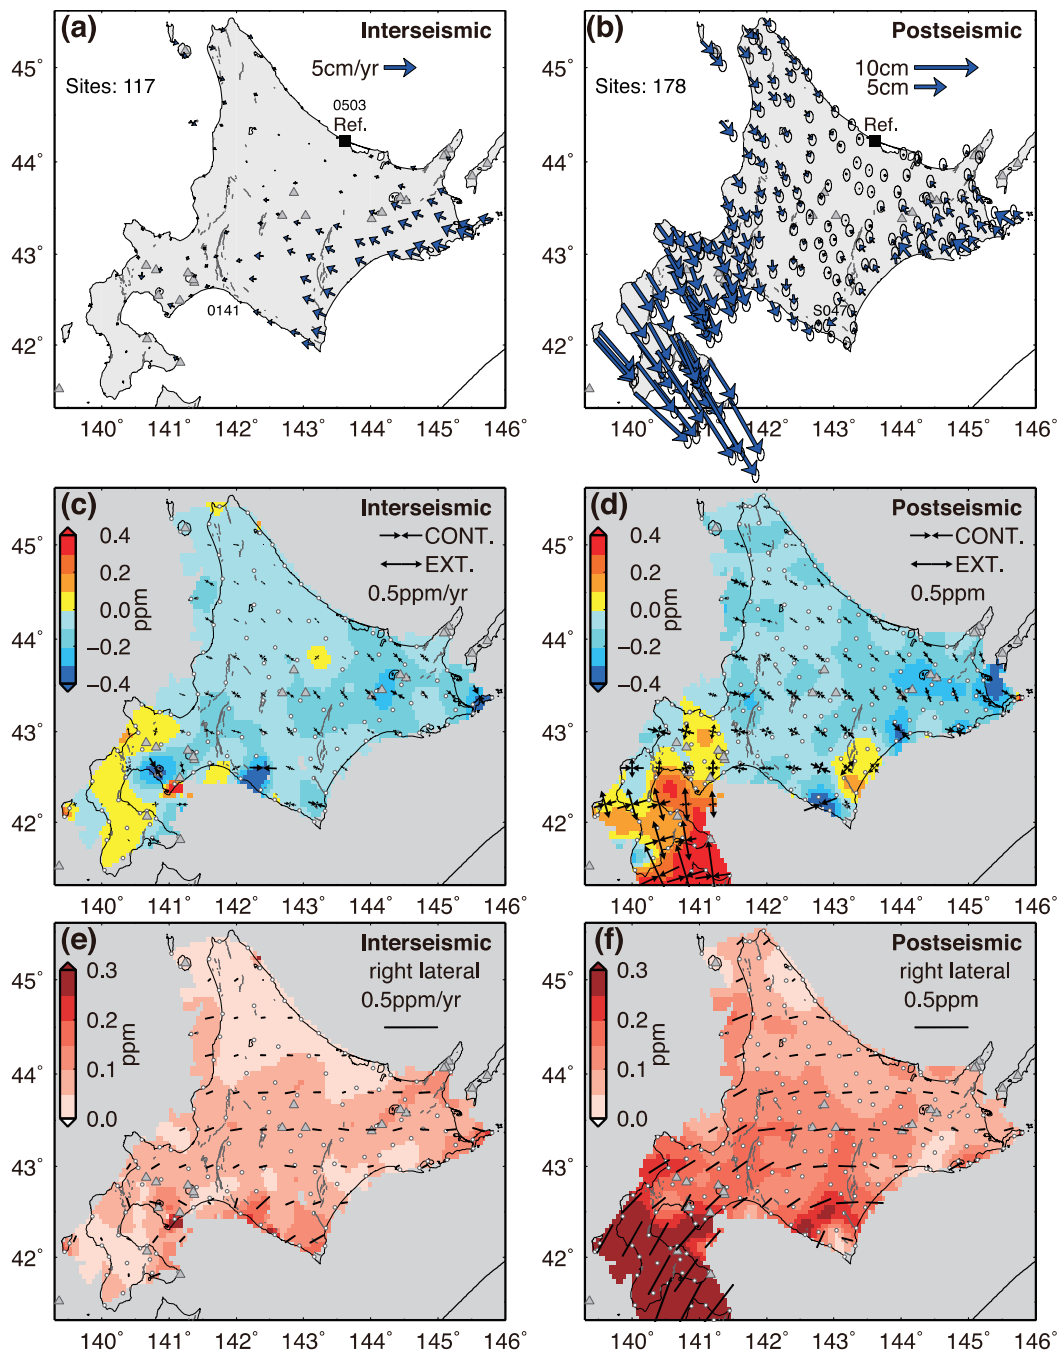 (a) Interseismic
5cm/yr
Sites: 117
0503
Ref.
0141
45°
44°
43°
42°
140° 141° 142° 143° 144° 145° 146°
(b) Postseismic
10cm
5cm
Sites: 178
Ref.
S0470
45°
44°
43°
42°
140° 141° 142° 143° 144° 145° 146°
(c) Interseismic
CONT.
EXT.
0.5ppm/yr
0.4
0.2
0.0
−0.2
−0.4
ppm
45°
44°
43°
42°
140° 141° 142° 143° 144° 145° 146°
(d) Postseismic
CONT.
EXT.
0.5ppm
0.4
0.2
0.0
−0.2
−0.4
ppm
45°
44°
43°
42°
140° 141° 142° 143° 144° 145° 146°
(e) Interseismic
right lateral
0.5ppm/yr
0.3
0.2
0.1
0.0
ppm
45°
44°
43°
42°
140° 141° 142° 143° 144° 145° 146°
(f) Postseismic
right lateral
0.5ppm
0.3
0.2
0.1
0.0
ppm
45°
44°
43°
42°
140° 141° 142° 143° 144° 145° 146°